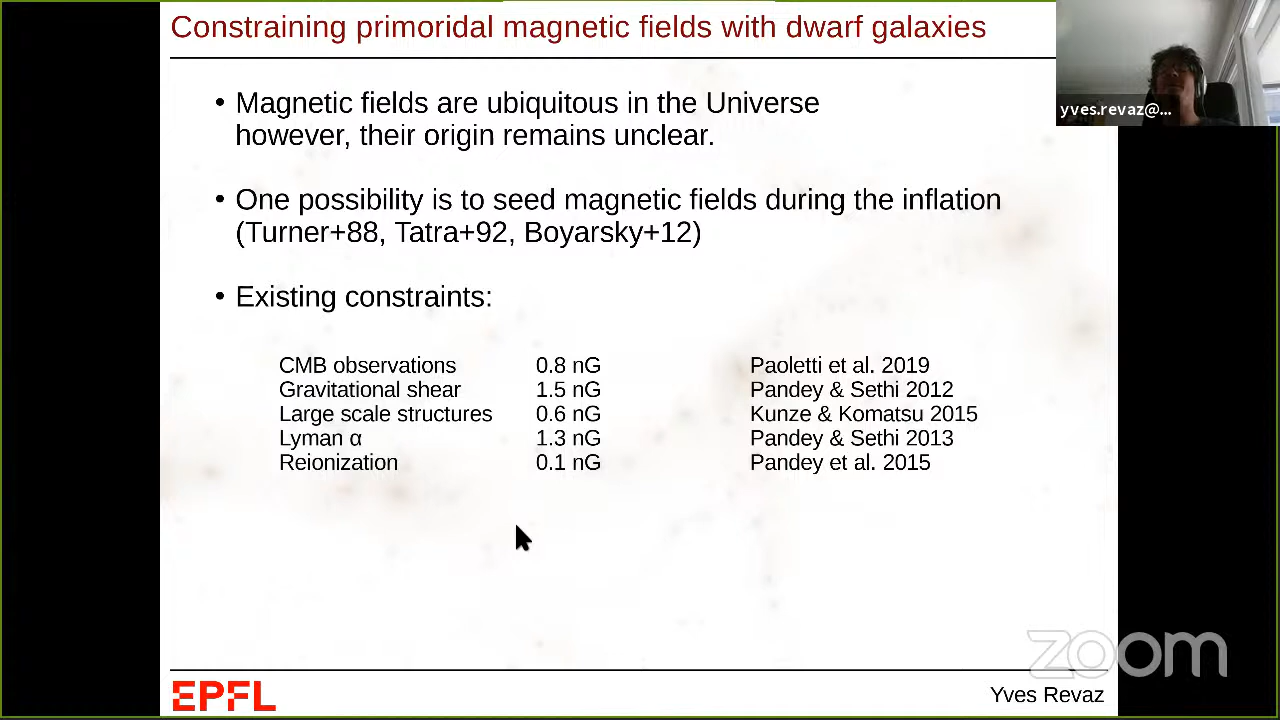 Constraining primoridal magnetic fields with dwarf galaxies
yves.revaz@...
• Magnetic fields are ubiquitous in the Universe
however, their origin remains unclear.
• One possibility is to seed magnetic fields during the inflation
(Turner+88, Tatra+92, Boyarsky+12)
• Existing constraints:
CMB observations 0.8 nG Paoletti et al. 2019
Gravitational shear 1.5 nG Pandey & Sethi 2012
Large scale structures 0.6 nG Kunze & Komatsu 2015
Lyman α 1.3 nG Pandey & Sethi 2013
Reionization 0.1 nG Pandey et al. 2015
zoom
EPFL
Yves Revaz